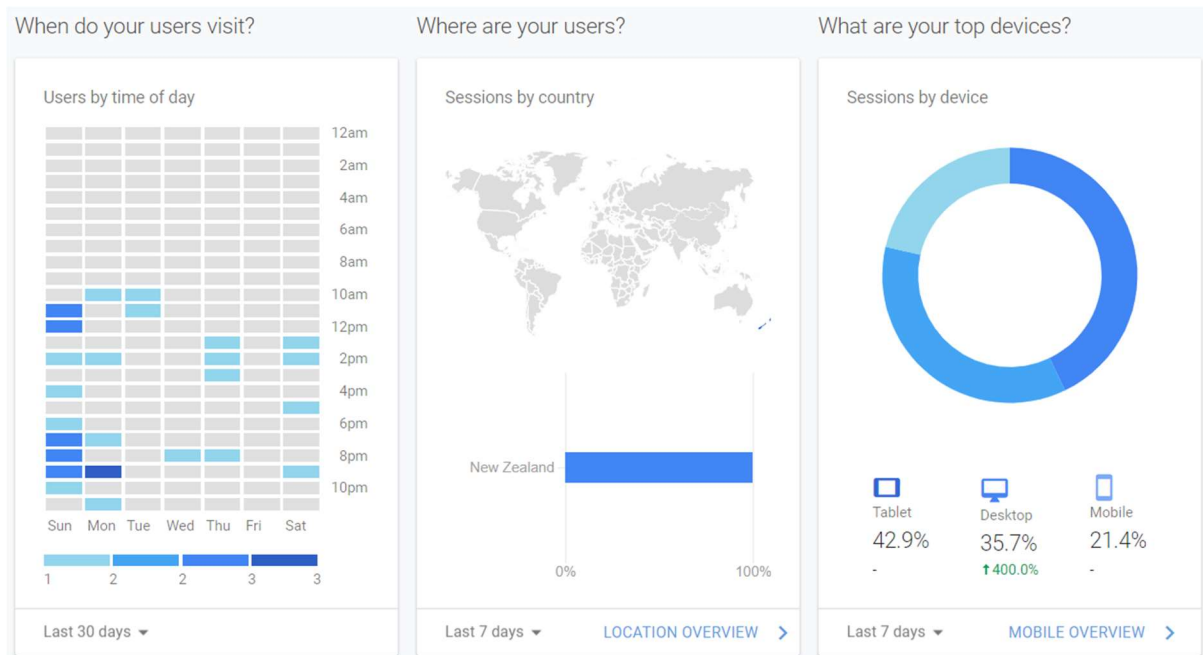 When do your users visit?
Users by time of day
12am
2am
4am
6am
8am
10am
12pm
2pm
4pm
6pm
8pm
10pm
Sun Mon Tue Wed Thu Fri Sat
1 2 2 3 3
Last 30 days
Where are your users?
Sessions by country
New Zealand
0% 100%
Last 7 days LOCATION OVERVIEW
What are your top devices?
Sessions by device
Tablet Desktop Mobile
42.9% 35.7% 21.4%
- ↑400.0% -
Last 7 days MOBILE OVERVIEW